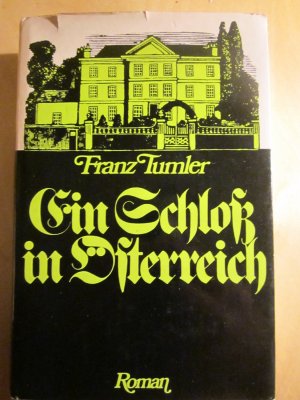 Franz Tumler
Ein Schloß
in Österreich
Roman